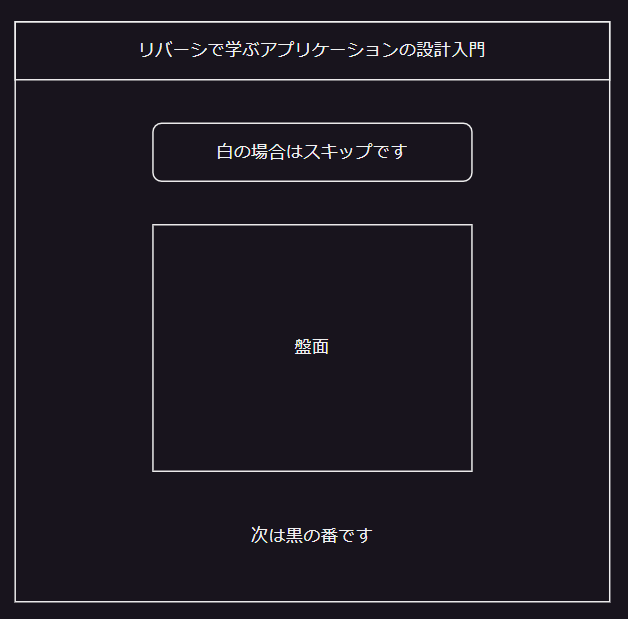 リバーシで学ぶアプリケーションの設計入門
白の場合はスキップです
盤面
次は黒の番です